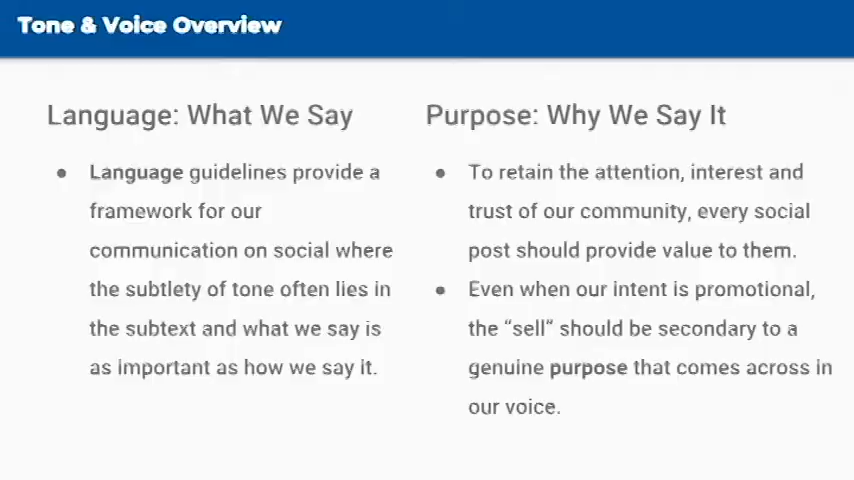 Tone & Voice Overview
Language: What We Say
● Language guidelines provide a
framework for our
communication on social where
the subtlety of tone often lies in
the subtext and what we say is
as important as how we say it.
Purpose: Why We Say It
● To retain the attention, interest and
trust of our community, every social
post should provide value to them.
● Even when our intent is promotional,
the “sell” should be secondary to a
genuine purpose that comes across in
our voice.